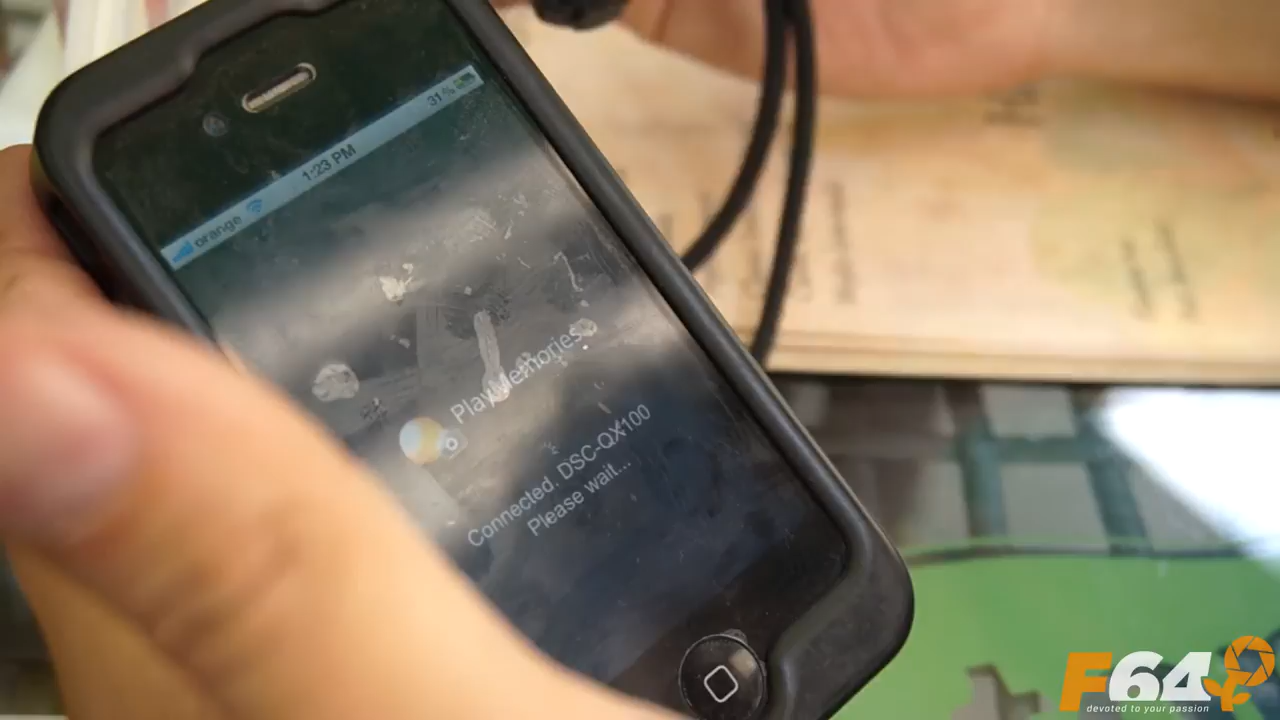 orange 1:23 PM 31%
PlayMemories
Connected. DSC-QX100
Please wait...
F64
devoted to your passion